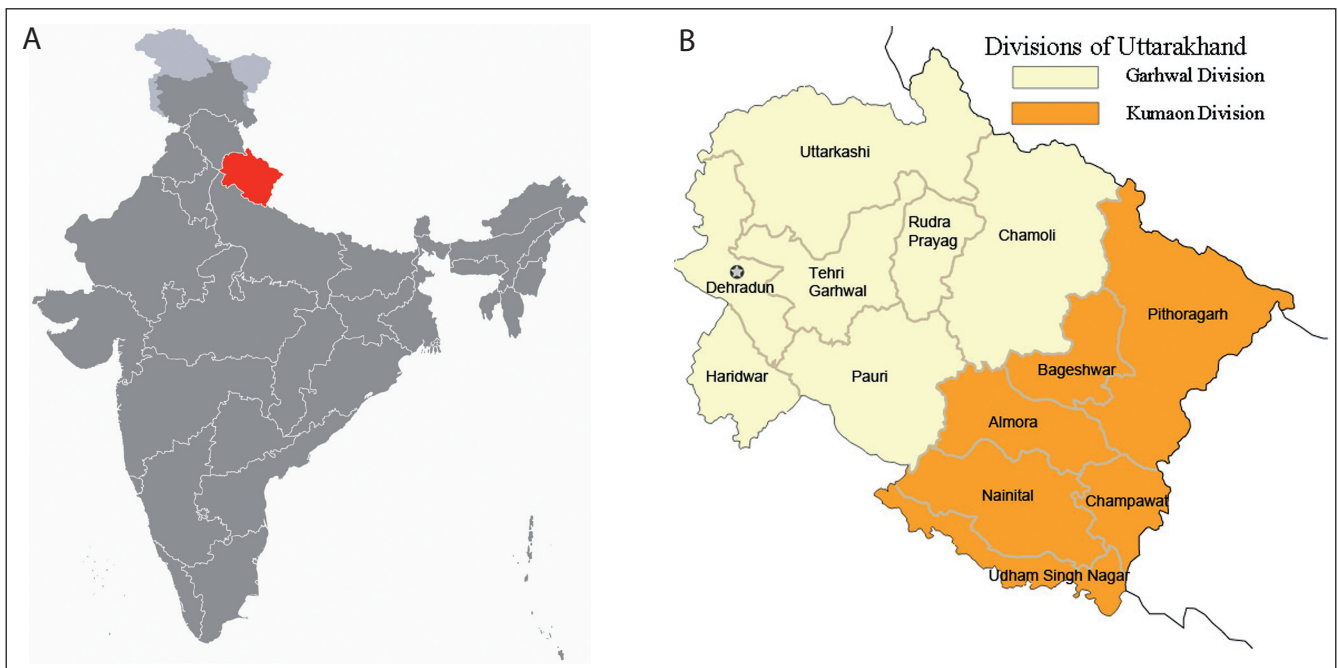 A
B
Divisions of Uttarakhand
Garhwal Division
Kumaon Division
Uttarkashi
Rudra
Prayag
Chamoli
Tehri
Garhwal
Dehradun
Haridwar
Pauri
Pithoragarh
Bageshwar
Almora
Nainital
Champawat
Udham Singh Nagar